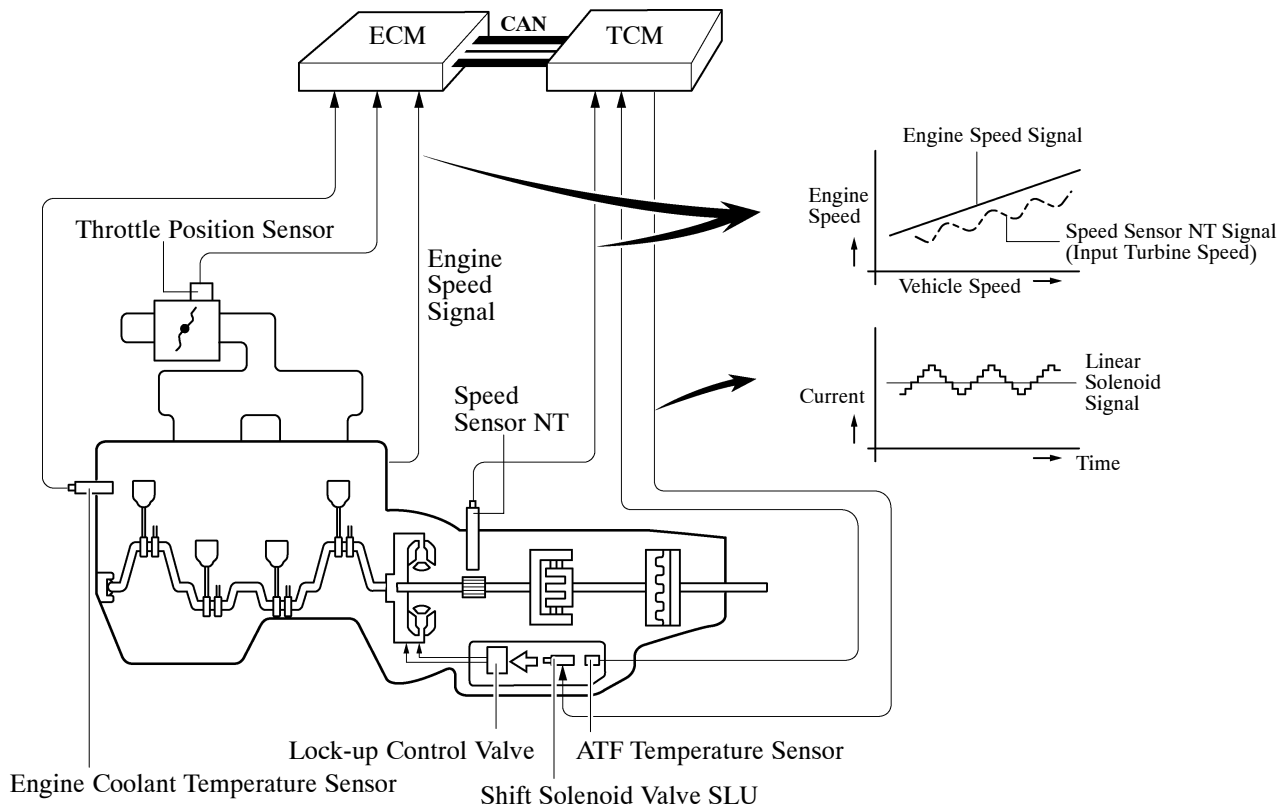 ECM
CAN
TCM
Engine Speed Signal
Engine
Speed
Speed Sensor NT Signal
(Input Turbine Speed)
Vehicle Speed
Throttle Position Sensor
Engine
Speed
Signal
Linear
Solenoid
Signal
Current
Time
Speed
Sensor NT
Lock-up Control Valve
ATF Temperature Sensor
Engine Coolant Temperature Sensor
Shift Solenoid Valve SLU